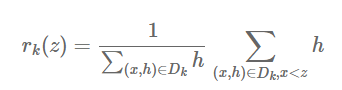 r_k(z) = \frac{1}{\sum_{(x,h)\in D_k} h} \sum_{(x,h)\in D_k, x<z} h